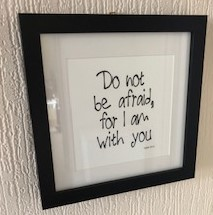 Do not
be afraid,
for I am
with you